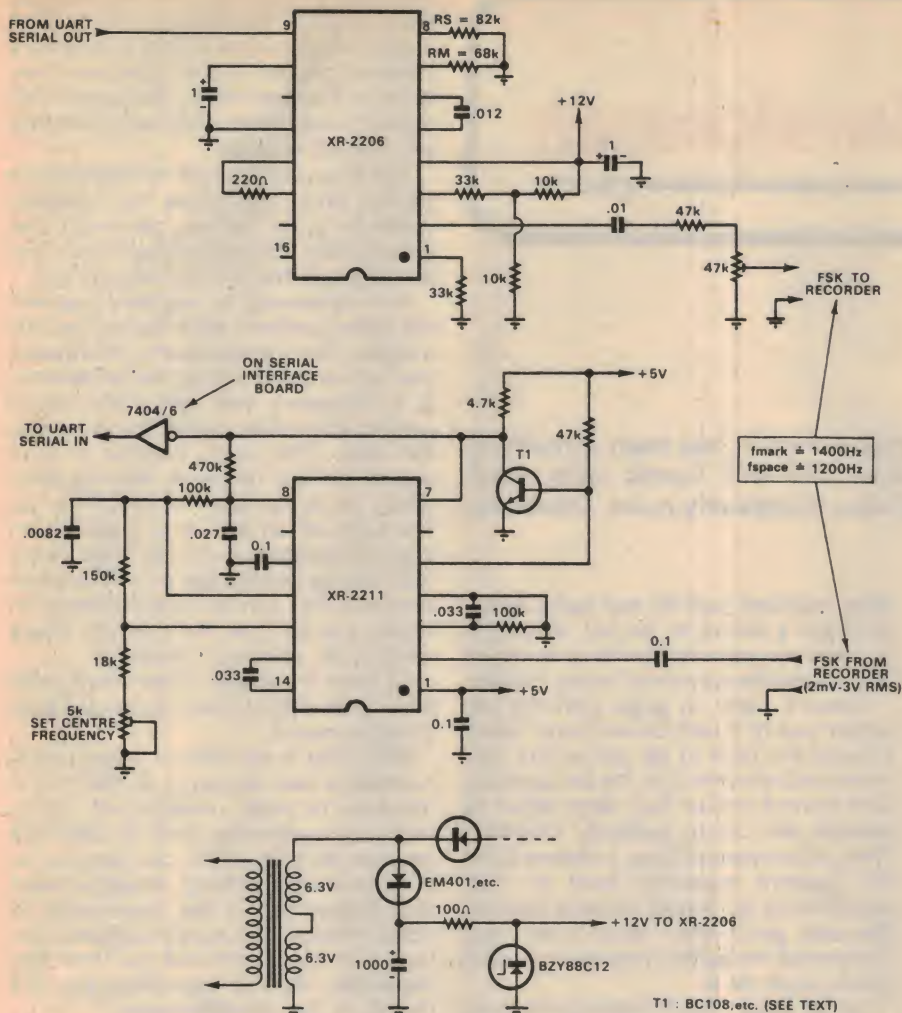 FROM UART
SERIAL OUT
9
8
RS = 82k
RM = 68k
1
+
-
.012
+12V
XR-2206
+
1
-
220Ω
33k
10k
.01
47k
16
1
47k
33k
10k
FSK TO
RECORDER
ON SERIAL
INTERFACE
BOARD
7404/6
+5V
TO UART
SERIAL IN
4.7k
47k
T1
470k
fmark ≐ 1400Hz
fspace ≐ 1200Hz
100k
8
7
.0082
.027
0.1
XR-2211
150k
.033
100k
0.1
FSK FROM
RECORDER
(2mV-3V RMS)
18k
.033
14
1
+5V
5k
SET CENTRE
FREQUENCY
0.1
6.3V
EM401,etc.
100Ω
+12V TO XR-2206
6.3V
1000
+
-
BZY88C12
T1 : BC108,etc. (SEE TEXT)